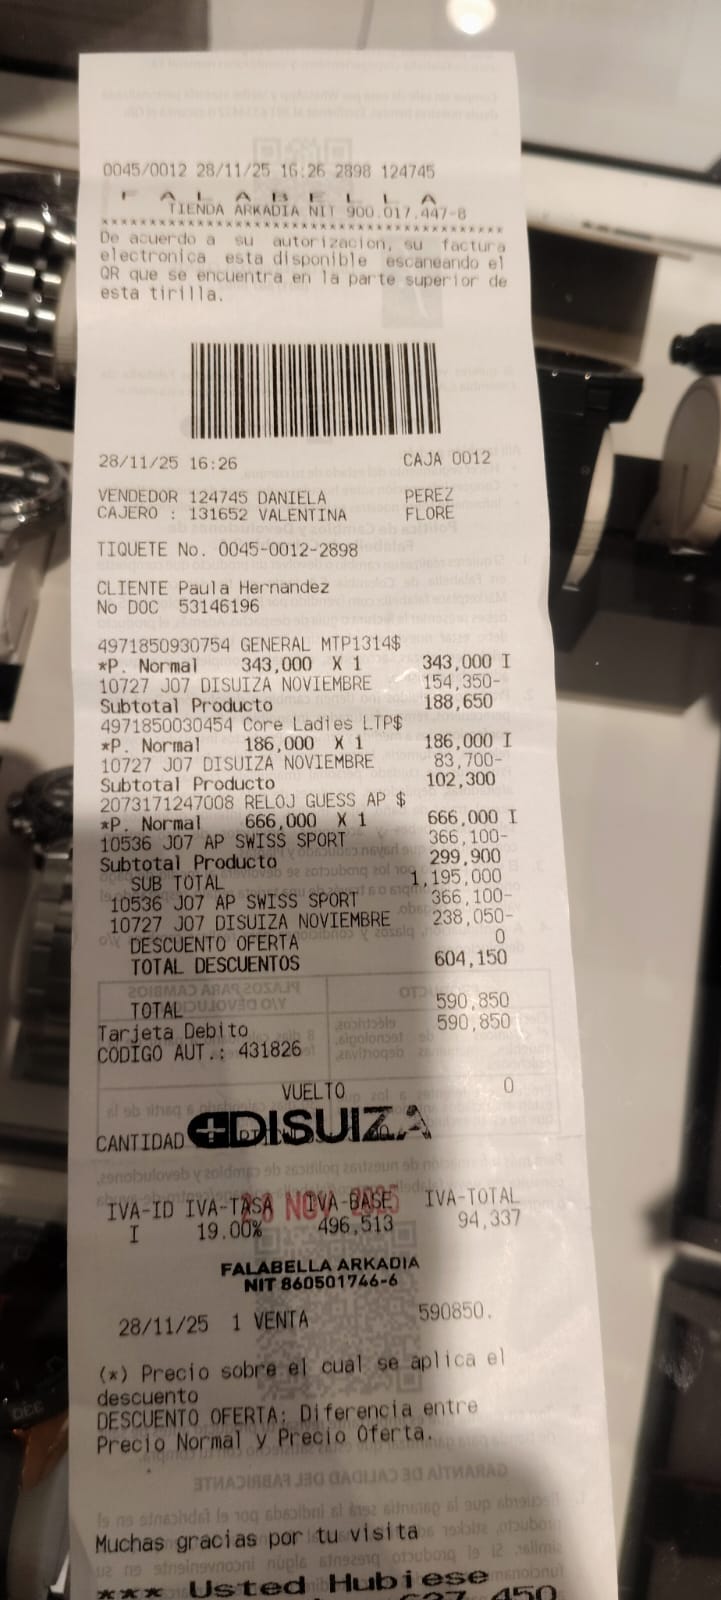 0045/0012 28/11/25 16:26 2898 124745
F A L A B E L L A
TIENDA ARKADIA NIT 900.017.447-8
****************************************
De acuerdo a su autorizacion, su factura
electronica esta disponible escaneando el
QR que se encuentra en la parte superior de
esta tirilla.
28/11/25 16:26 CAJA 0012
VENDEDOR 124745 DANIELA PEREZ
CAJERO : 131652 VALENTINA FLORE
TIQUETE No. 0045-0012-2898
CLIENTE Paula Hernandez
No DOC 53146196
4971850930754 GENERAL MTP1314$
*P. Normal 343,000 X 1 343,000 I
10727 J07 DISUIZA NOVIEMBRE 154,350-
Subtotal Producto 188,650
4971850030454 Core Ladies LTP$
*P. Normal 186,000 X 1 186,000 I
10727 J07 DISUIZA NOVIEMBRE 83,700-
Subtotal Producto 102,300
2073171247008 RELOJ GUESS AP $
*P. Normal 666,000 X 1 666,000 I
10536 J07 AP SWISS SPORT 366,100-
Subtotal Producto 299,900
SUB TOTAL 1,195,000
10536 J07 AP SWISS SPORT 366,100-
10727 J07 DISUIZA NOVIEMBRE 238,050-
DESCUENTO OFERTA 0
TOTAL DESCUENTOS 604,150
TOTAL 590,850
Tarjeta Debito 590,850
CODIGO AUT.: 431826
VUELTO 0
CANTIDAD DISUIZA
IVA-ID IVA-TASA IVA-BASE IVA-TOTAL
28 NOV 2025
I 19.00% 496,513 94,337
FALABELLA ARKADIA
NIT 860501746-6
28/11/25 1 VENTA 590850.
(*) Precio sobre el cual se aplica el
descuento
DESCUENTO OFERTA: Diferencia entre
Precio Normal y Precio Oferta.
Muchas gracias por tu visita
*** Usted Hubiese